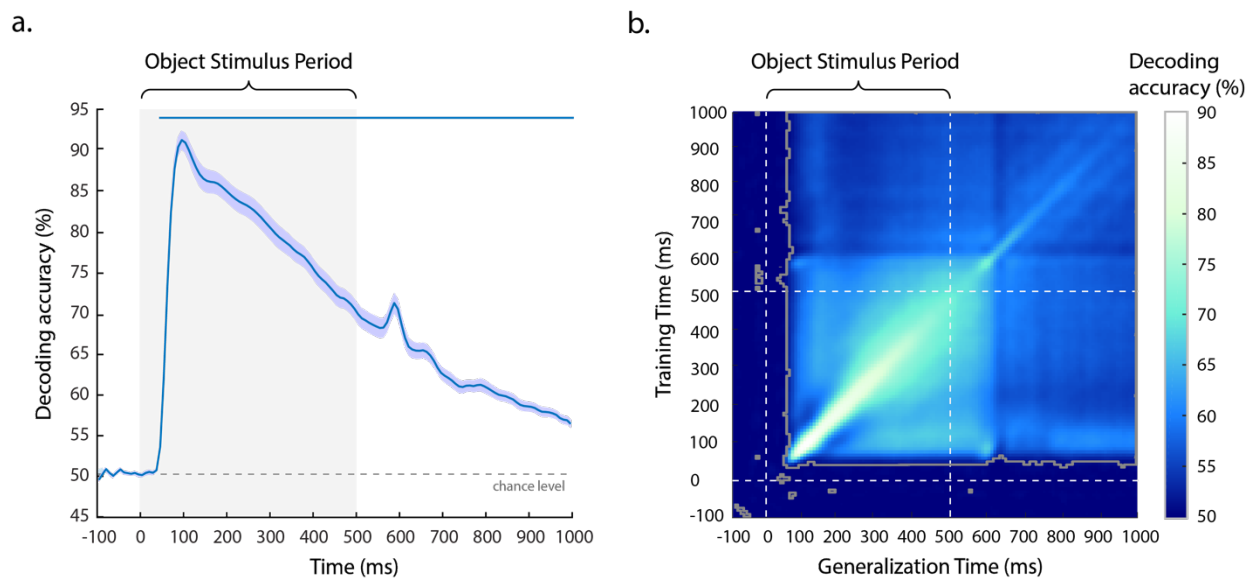 a.
Object Stimulus Period
95
90
85
80
75
70
65
60
55
50
45
Decoding accuracy (%)
chance level
-100 0 100 200 300 400 500 600 700 800 900 1000
Time (ms)
b.
Object Stimulus Period
Decoding
accuracy (%)
1000
900
800
700
600
500
400
300
200
100
0
-100
Training Time (ms)
-100 0 100 200 300 400 500 600 700 800 900 1000
Generalization Time (ms)
90
85
80
75
70
65
60
55
50